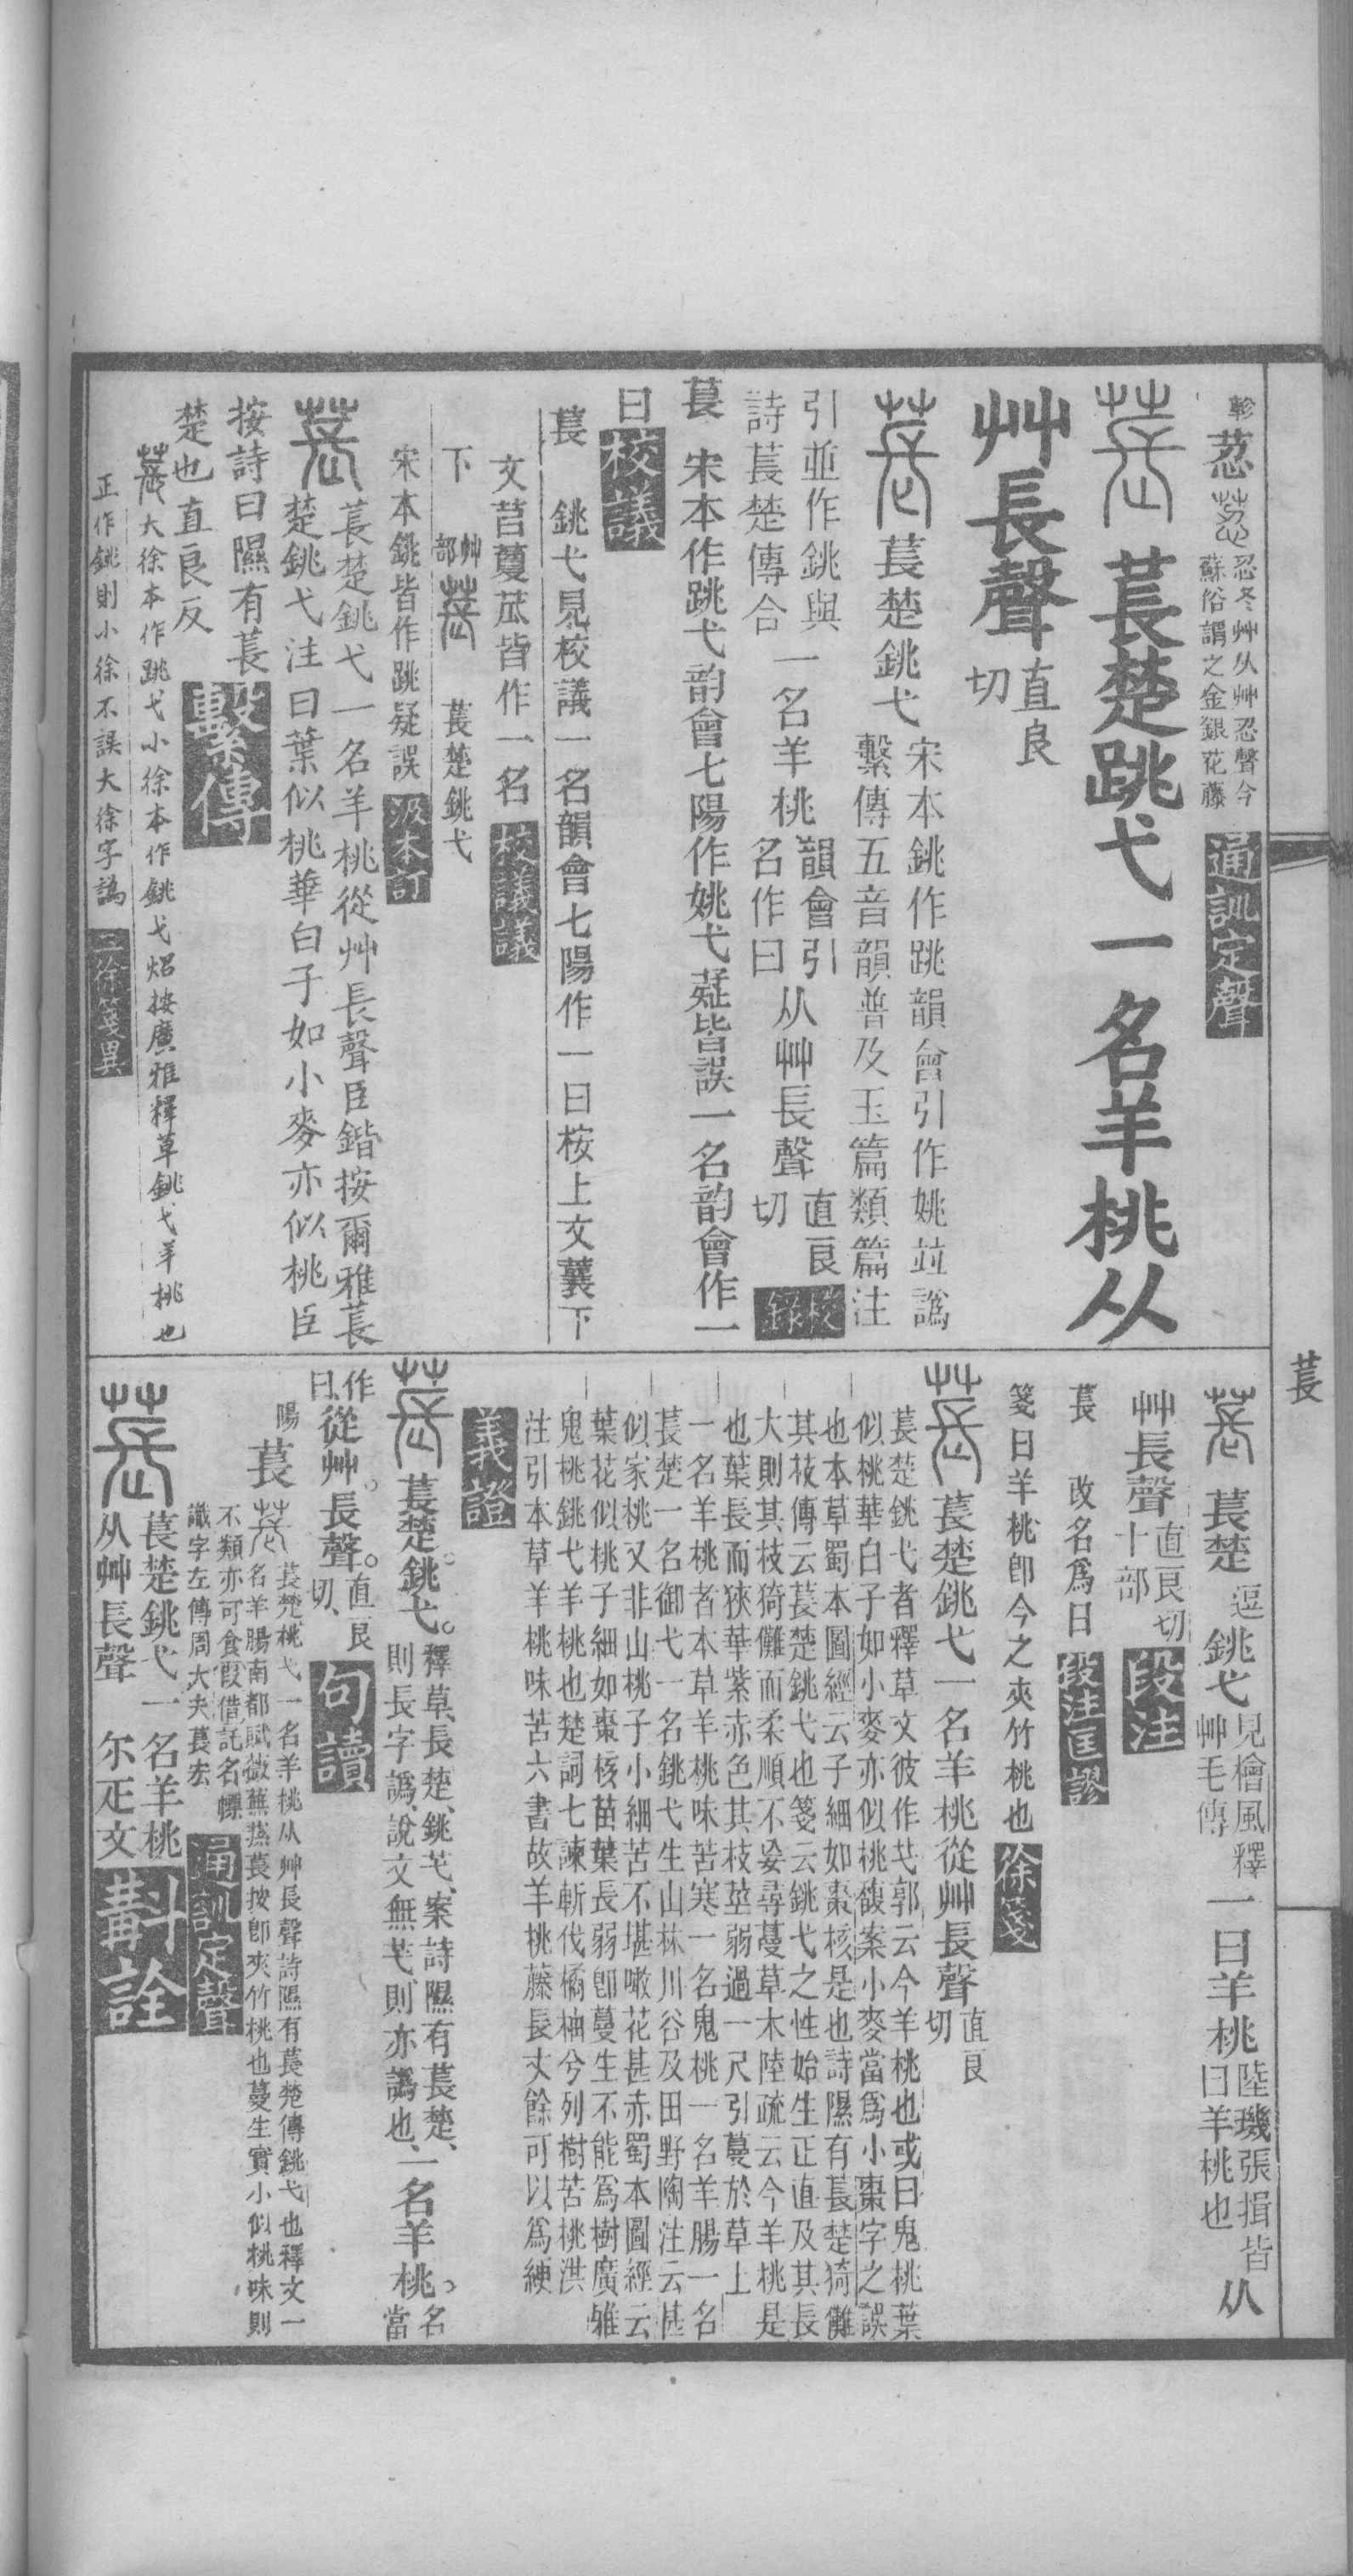 軫荵
忍冬艸从艸忍聲今
蘇俗謂之金銀花藤
通訓定聲
萇楚跳弋一名羊桃从
艸長聲
直良
切
萇楚銚弋
宋本銚作跳韻會引作姚竝譌
繫傳五音韻普及玉篇類篇注
引並作銚與
詩萇楚傳合
一名羊桃
韻會引
名作曰
从艸長聲
直良
切
校錄
萇 宋本作跳弋韵會七陽作姚弋疑皆誤一名韵會作一
曰
校議
萇 銚弋見校議一名韻會七陽作一曰桉上文蘘下
文莒蔓苽皆作一名
校議議
下
艸部
萇楚銚弋
宋本銚皆作跳疑誤
汲本訂
萇楚銚弋一名羊桃從艸長聲臣鍇按爾雅萇
楚銚弋注曰葉似桃華白子如小麥亦似桃臣
按詩曰隰有萇
楚也直良反
繫傳
大徐本作跳弋小徐本作銚弋炤按廣雅釋草銚弋羊桃也
正作銚則小徐不誤大徐字譌
二徐箋異
萇
萇楚
逗
銚弋
見檜風釋
艸毛傳
一曰羊桃
陸璣張揖皆
曰羊桃也
从
艸長聲
直良切
十部
段注
萇 改名爲曰
段注匡謬
箋曰羊桃卽今之夾竹桃也
徐箋
萇楚銚弋一名羊桃從艸長聲
直良
切
萇楚銚弋者釋草文彼作芅郭云今羊桃也或曰鬼桃葉
似桃華白子如小麥亦似桃馥案小麥當爲小棗字之誤
也本草蜀本圖經云子細如棗核是也詩隰有萇楚猗儺
其枝傳云萇楚銚弋也箋云銚弋之性始生正直及其長
大則其枝猗儺而柔順不妄尋蔓草木陸疏云今羊桃是
也葉長而狹華紫赤色其枝莖弱過一尺引蔓於草上
一名羊桃者本草羊桃味苦寒一名鬼桃一名羊腸一名
萇楚一名御弋一名銚弋生山林川谷及田野陶注云甚
似家桃又非山桃子小細苦不堪噉花甚赤蜀本圖經云
葉花似桃子細如棗核苗葉長弱卽蔓生不能爲樹廣雅
鬼桃銚弋羊桃也楚詞七諫斬伐橘柚兮列樹苦桃洪
注引本草羊桃味苦六書故羊桃藤長丈餘可以爲綆
義證
萇楚。銚弋。
釋草、長楚、銚芅、案詩隰有萇楚、
則長字譌、說文無芅、則亦譌也、
一名羊桃。
名
當
作
曰、
從艸。長聲。
直良
切、
句讀
陽萇
萇楚桃弋一名羊桃从艸長聲詩隰有萇楚傳銚弋也釋文一
名羊腸南都賦薇蕪蓀萇按卽夾竹桃也蔓生實小似桃味則
不類亦可食假借託名幖
識字左傳周大夫萇宏
通訓定聲
萇楚銚弋一名羊桃
从艸長聲 尓疋文
斠詮